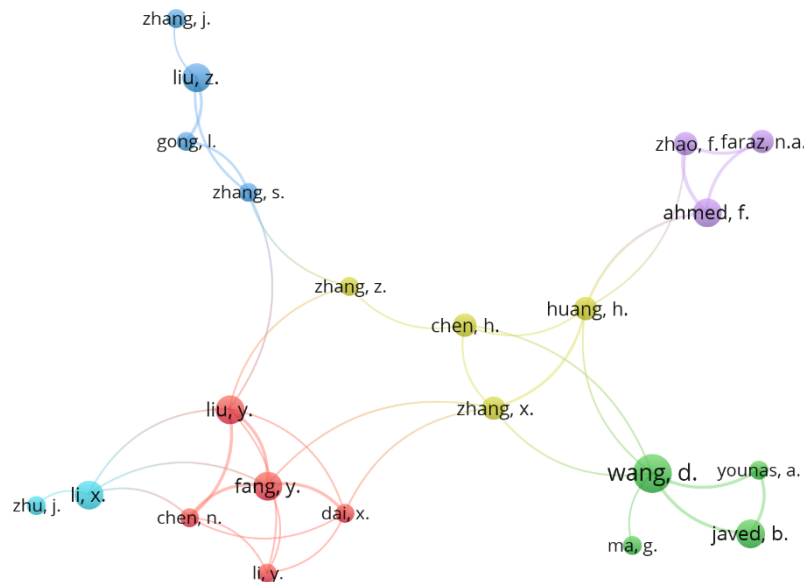 zhang, j.
liu, z.
gong, l.
zhao, f.
faraz, n.a.
zhang, s.
ahmed, f.
zhang, z.
huang, h.
chen, h.
liu, y.
zhang, x.
wang, d.
younas, a.
fang, y.
li, x.
zhu, j.
chen, n.
dai, x.
javed, b.
ma, g.
li, y.